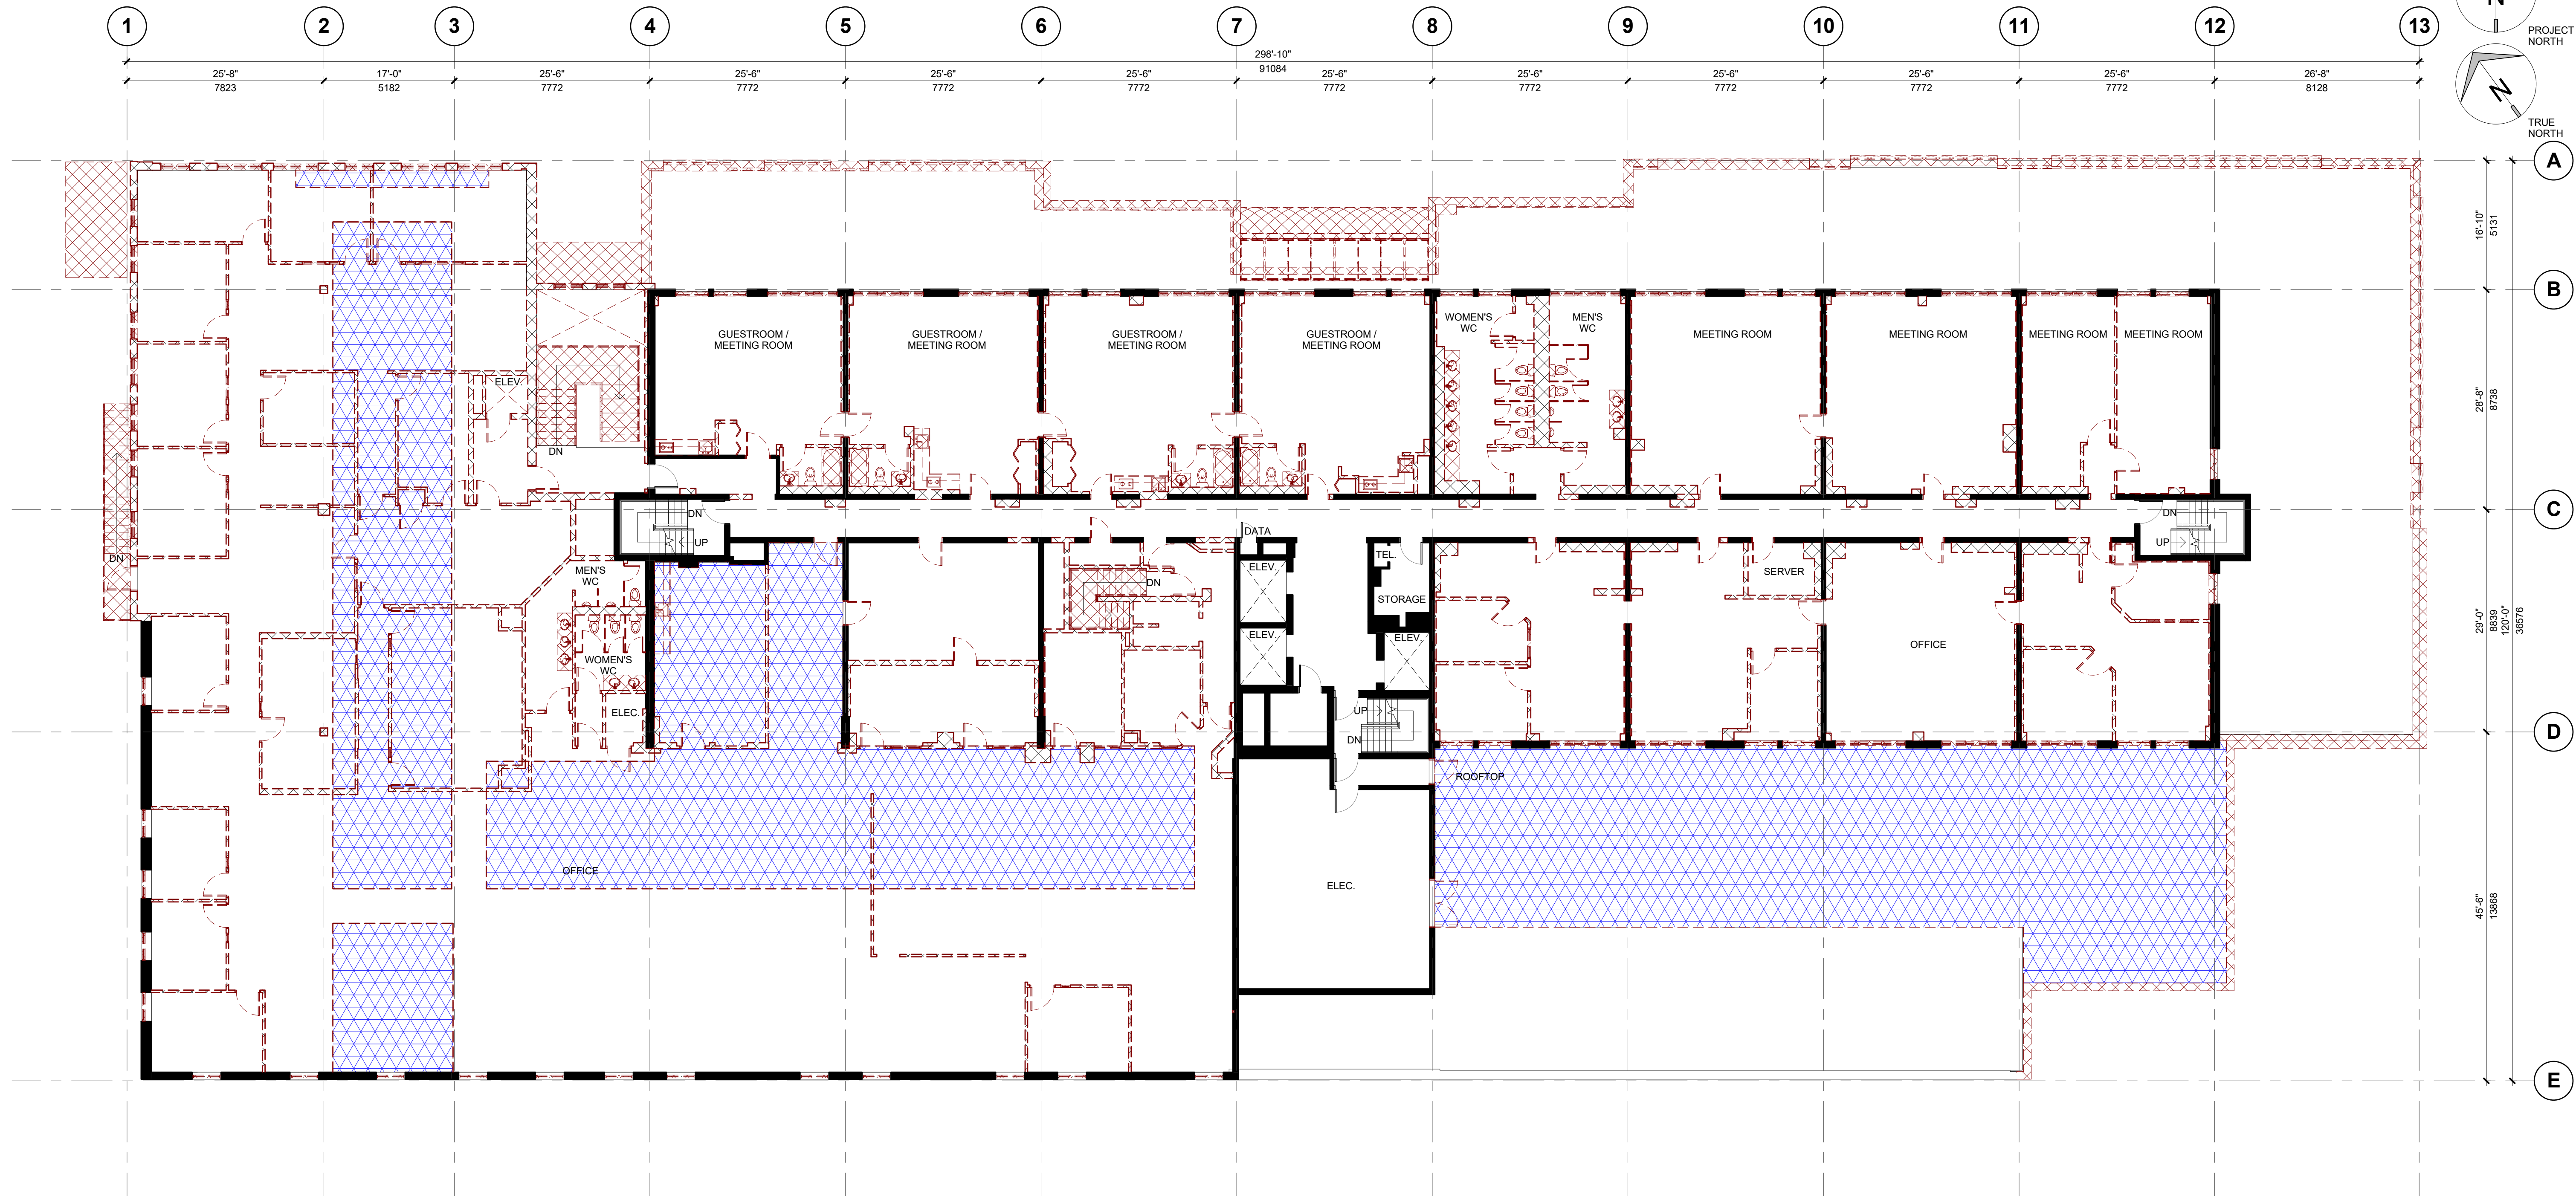 1
2
3
4
5
6
7
8
9
10
11
12
13
N
PROJECT
NORTH
298'-10"
91084
25'-8"
7823
17'-0"
5182
25'-6"
7772
25'-6"
7772
25'-6"
7772
25'-6"
7772
25'-6"
7772
25'-6"
7772
25'-6"
7772
25'-6"
7772
25'-6"
7772
26'-8"
8128
N
TRUE
NORTH
A
16'-10"
5131
B
28'-8"
8738
C
29'-0"
8839
120'-0"
36576
D
45'-6"
13868
E
GUESTROOM /
MEETING ROOM
GUESTROOM /
MEETING ROOM
GUESTROOM /
MEETING ROOM
GUESTROOM /
MEETING ROOM
WOMEN'S
WC
MEN'S
WC
MEETING ROOM
MEETING ROOM
MEETING ROOM
MEETING ROOM
ELEV.
DN
DN
UP
DN
UP
DATA
TEL.
ELEV.
DN
MEN'S
WC
DN
SERVER
STORAGE
ELEV.
ELEV.
OFFICE
WOMEN'S
WC
ELEC.
UP
DN
ROOFTOP
OFFICE
ELEC.